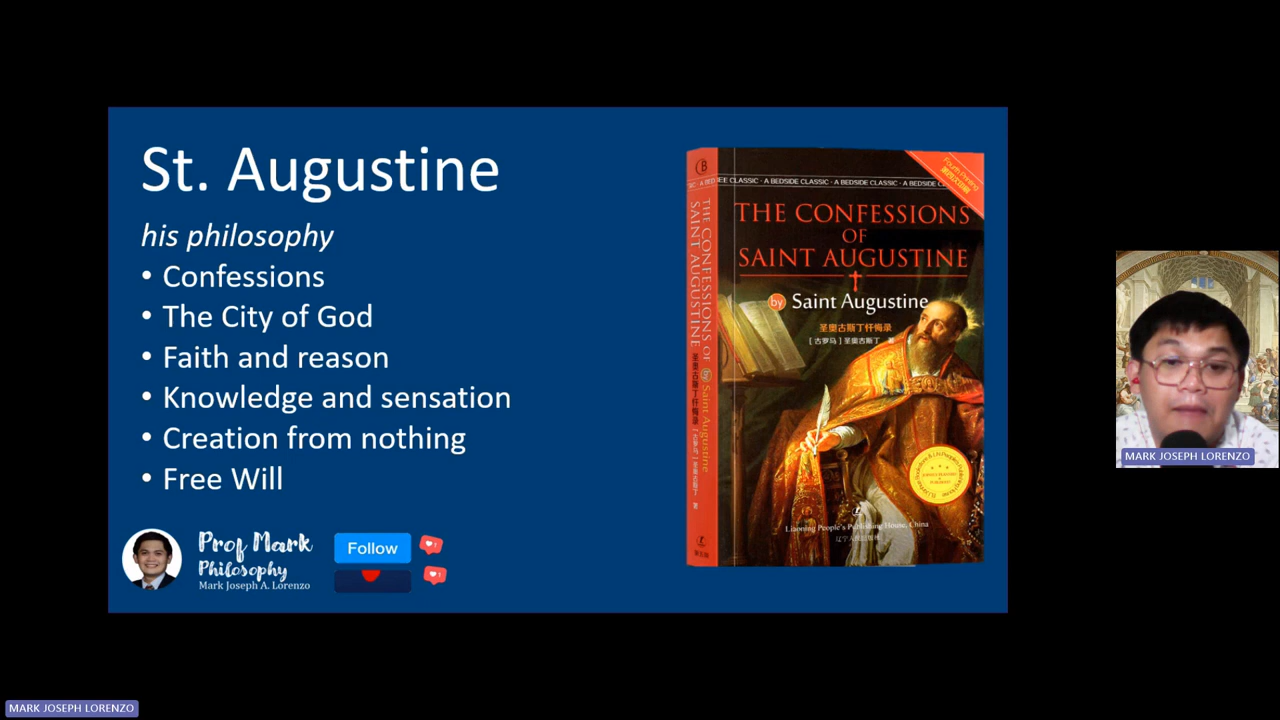 St. Augustine
his philosophy
• Confessions
• The City of God
• Faith and reason
• Knowledge and sensation
• Creation from nothing
• Free Will
Prof Mark
Philosophy
Mark Joseph A. Lorenzo
Follow
B
A BEDSIDE CLASSIC · A BEDSIDE CLASSIC
Fourth Printing
THE CONFESSIONS
OF
SAINT AUGUSTINE
by Saint Augustine
圣奥古斯丁忏悔录
[古罗马] 圣奥古斯丁 著
Liaoning People's Publishing House, China
辽宁人民出版社
THE CONFESSIONS OF
SAINT AUGUSTINE
by Saint Augustine
圣奥古斯丁忏悔录
MARK JOSEPH LORENZO
MARK JOSEPH LORENZO